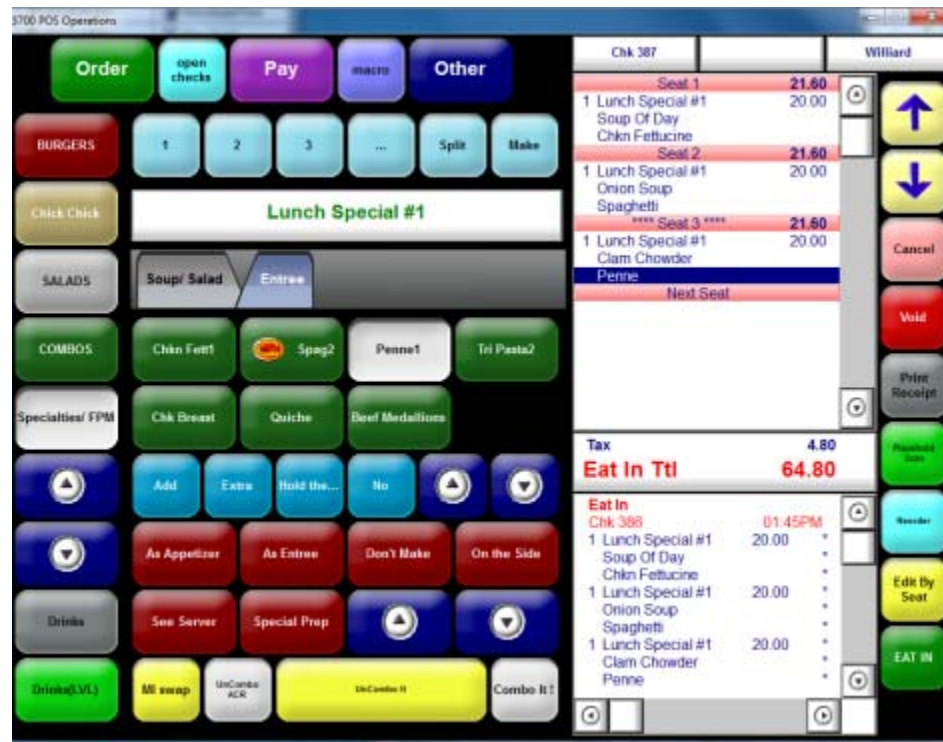 3700 POS Operations
Order
open checks
Pay
macro
Other
Chk 387
Williard
BURGERS
1
2
3
...
Split
Make
Chick Chick
Lunch Special #1
SALADS
Soup/ Salad
Entree
COMBOS
Chkn Fett1
Spag2
Penne1
Tri Pasta2
Specialties/ FPM
Chk Breast
Quiche
Beef Medallions
Add
Extra
Hold the...
No
As Appetizer
As Entree
Don't Make
On the Side
Drinks
See Server
Special Prep
Drinks(LVL)
MI swap
UnCombo ACR
UnCombo It
Combo It !
Seat 1 21.60
1 Lunch Special #1 20.00
Soup Of Day
Chkn Fettucine
Seat 2 21.60
1 Lunch Special #1 20.00
Onion Soup
Spaghetti
**** Seat 3 **** 21.60
1 Lunch Special #1 20.00
Clam Chowder
Penne
Next Seat
Tax 4.80
Eat In Ttl 64.80
Eat In
Chk 386 01:45PM
1 Lunch Special #1 20.00 *
Soup Of Day *
Chkn Fettucine *
1 Lunch Special #1 20.00 *
Onion Soup *
Spaghetti *
1 Lunch Special #1 20.00 *
Clam Chowder *
Penne *
Cancel
Void
Print Receipt
Reorder
Edit By Seat
EAT IN